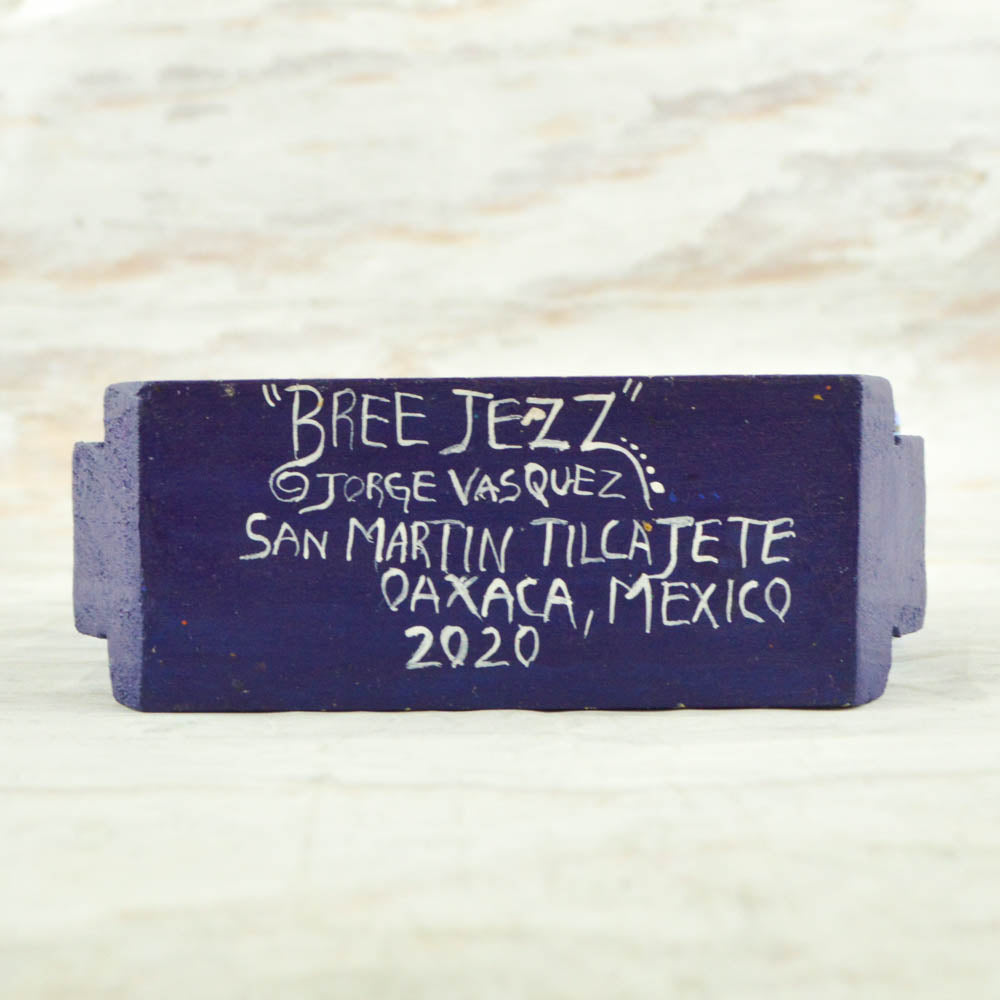 "BREE JEZZ"
©JORGE VASQUEZ
SAN MARTIN TILCAJETE
OAXACA, MEXICO
2020